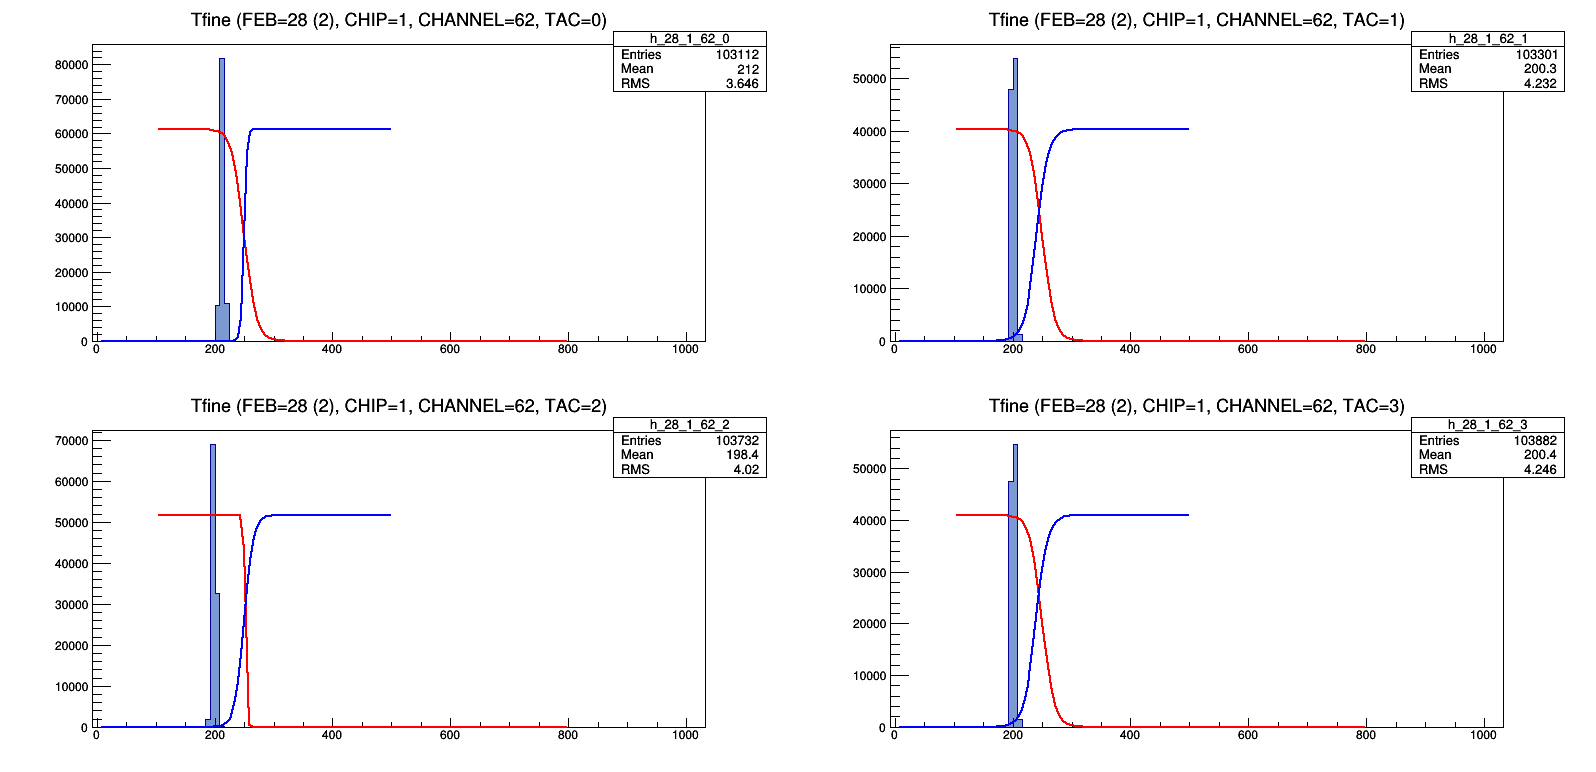 Tfine (FEB=28 (2), CHIP=1, CHANNEL=62, TAC=0)
h_28_1_62_0
Entries 103112
Mean 212
RMS 3.646
80000
70000
60000
50000
40000
30000
20000
10000
0
0 200 400 600 800 1000
Tfine (FEB=28 (2), CHIP=1, CHANNEL=62, TAC=1)
h_28_1_62_1
Entries 103301
Mean 200.3
RMS 4.232
50000
40000
30000
20000
10000
0
0 200 400 600 800 1000
Tfine (FEB=28 (2), CHIP=1, CHANNEL=62, TAC=2)
h_28_1_62_2
Entries 103732
Mean 198.4
RMS 4.02
70000
60000
50000
40000
30000
20000
10000
0
0 200 400 600 800 1000
Tfine (FEB=28 (2), CHIP=1, CHANNEL=62, TAC=3)
h_28_1_62_3
Entries 103882
Mean 200.4
RMS 4.246
50000
40000
30000
20000
10000
0
0 200 400 600 800 1000